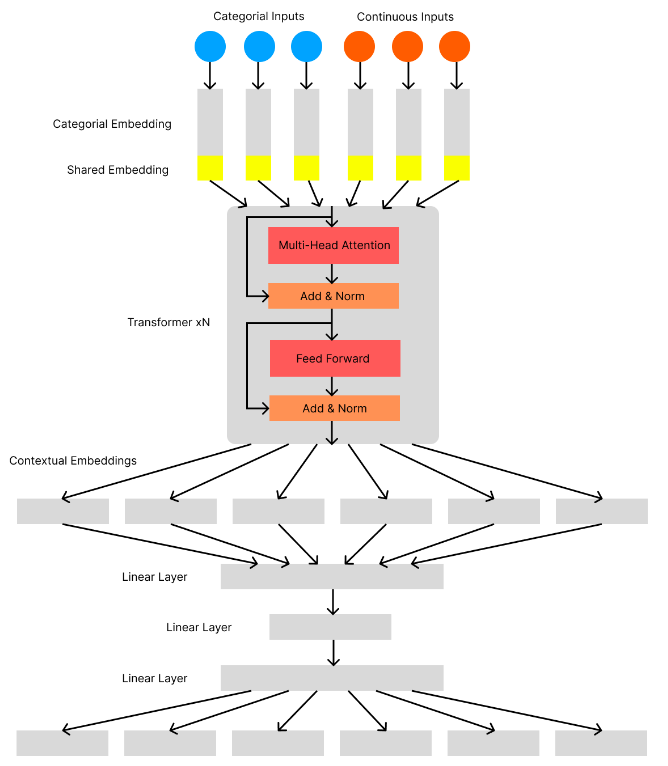 Categorial Inputs
Continuous Inputs
Categorial Embedding
Shared Embedding
Multi-Head Attention
Add & Norm
Transformer xN
Feed Forward
Add & Norm
Contextual Embeddings
Linear Layer
Linear Layer
Linear Layer